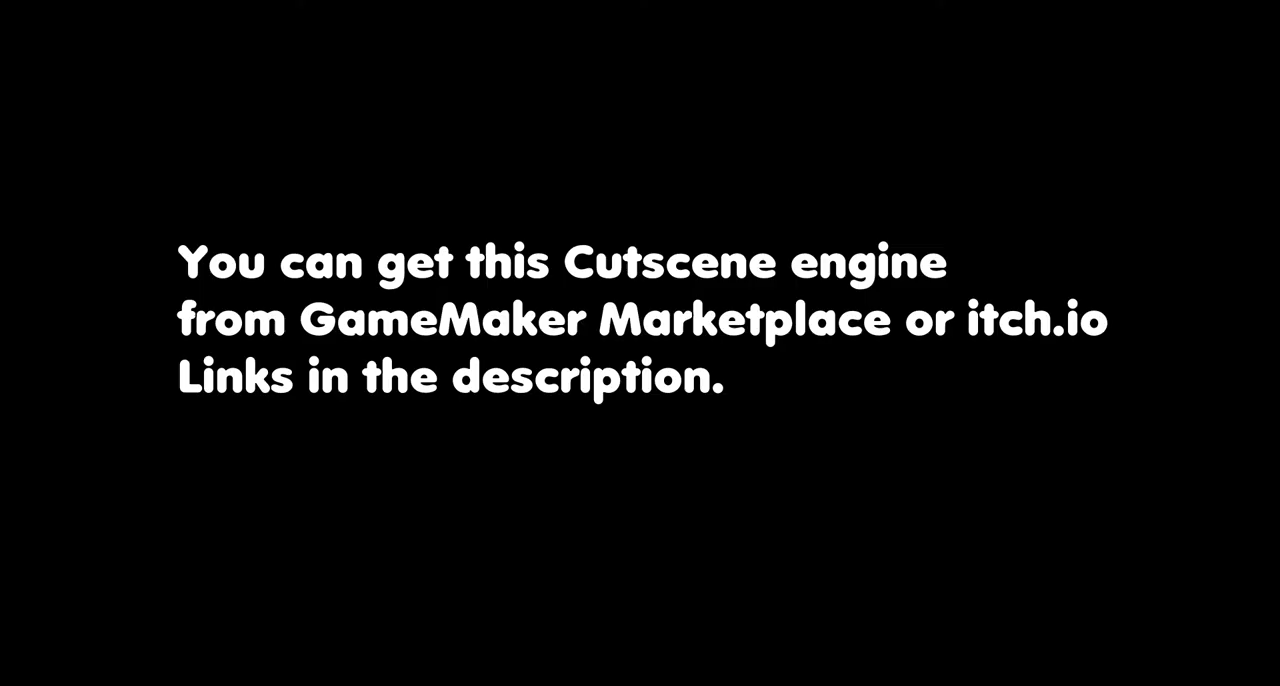 You can get this Cutscene engine
from GameMaker Marketplace or itch.io
Links in the description.